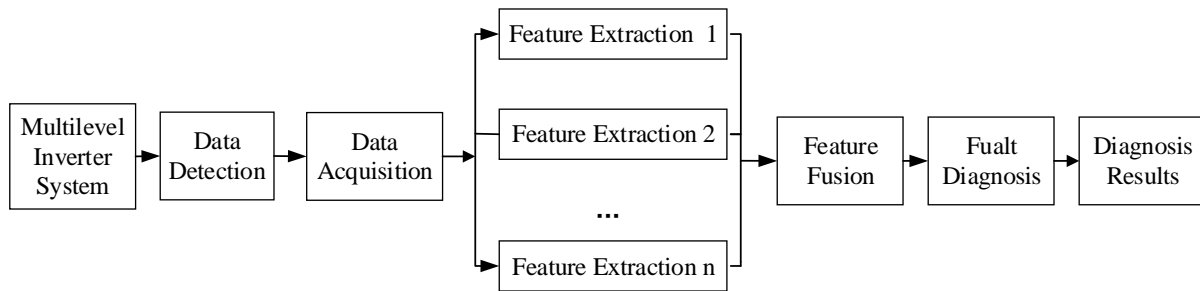 Multilevel
Inverter
System
Data
Detection
Data
Acquisition
Feature Extraction 1
Feature Extraction 2
...
Feature Extraction n
Feature
Fusion
Fualt
Diagnosis
Diagnosis
Results